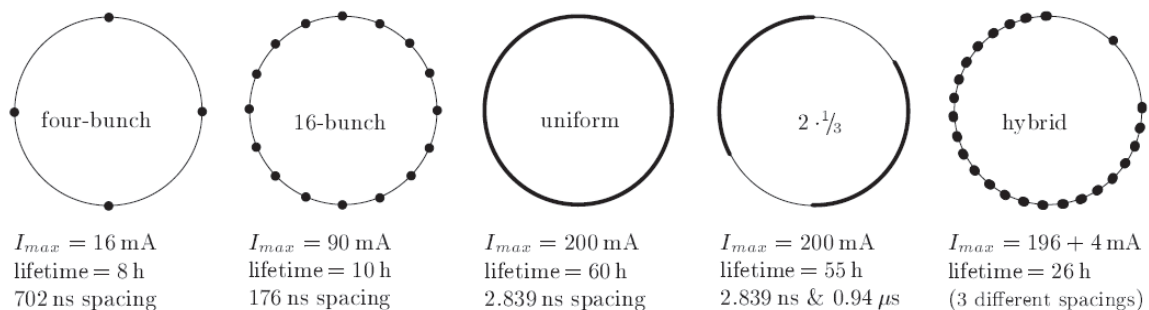 four-bunch
16-bunch
uniform
2 ·1/3
hybrid
I_max = 16 mA
lifetime = 8 h
702 ns spacing
I_max = 90 mA
lifetime = 10 h
176 ns spacing
I_max = 200 mA
lifetime = 60 h
2.839 ns spacing
I_max = 200 mA
lifetime = 55 h
2.839 ns & 0.94 μs
I_max = 196 + 4 mA
lifetime = 26 h
(3 different spacings)